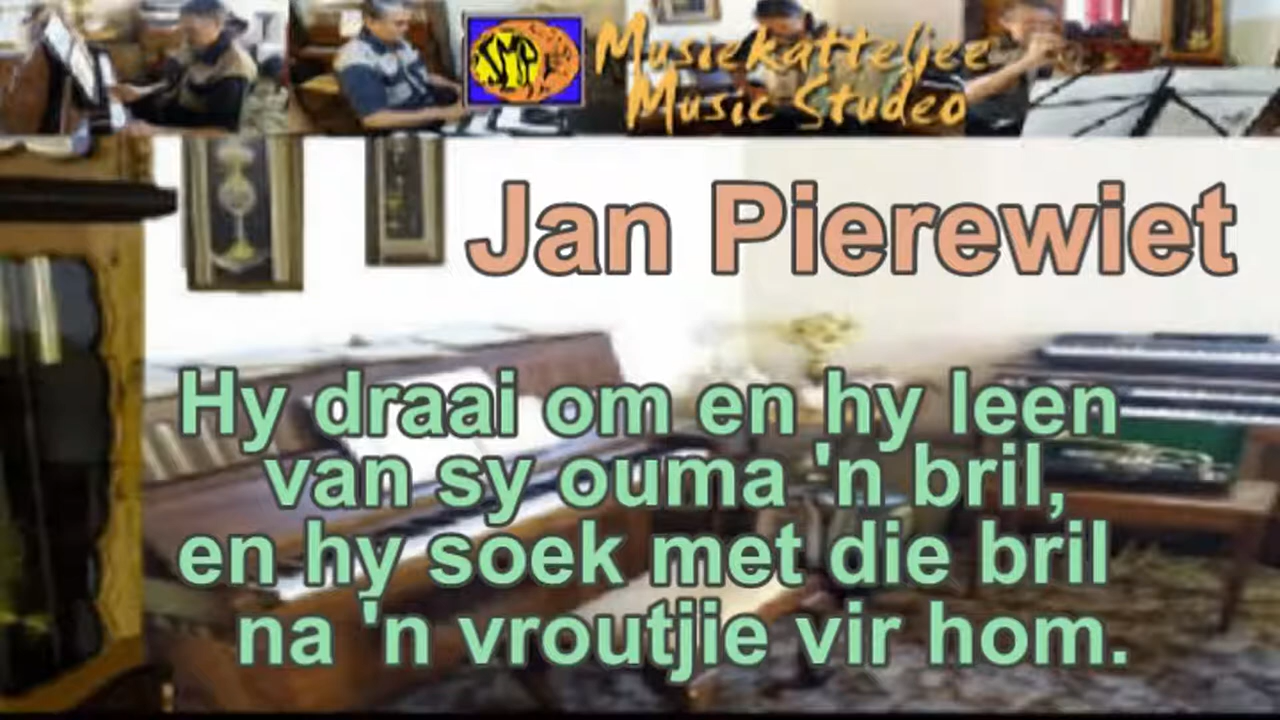 SMP
Musiekatteljee
Music Studeo
Jan Pierewiet
Hy draai om en hy leen
van sy ouma 'n bril,
en hy soek met die bril
na 'n vroutjie vir hom.